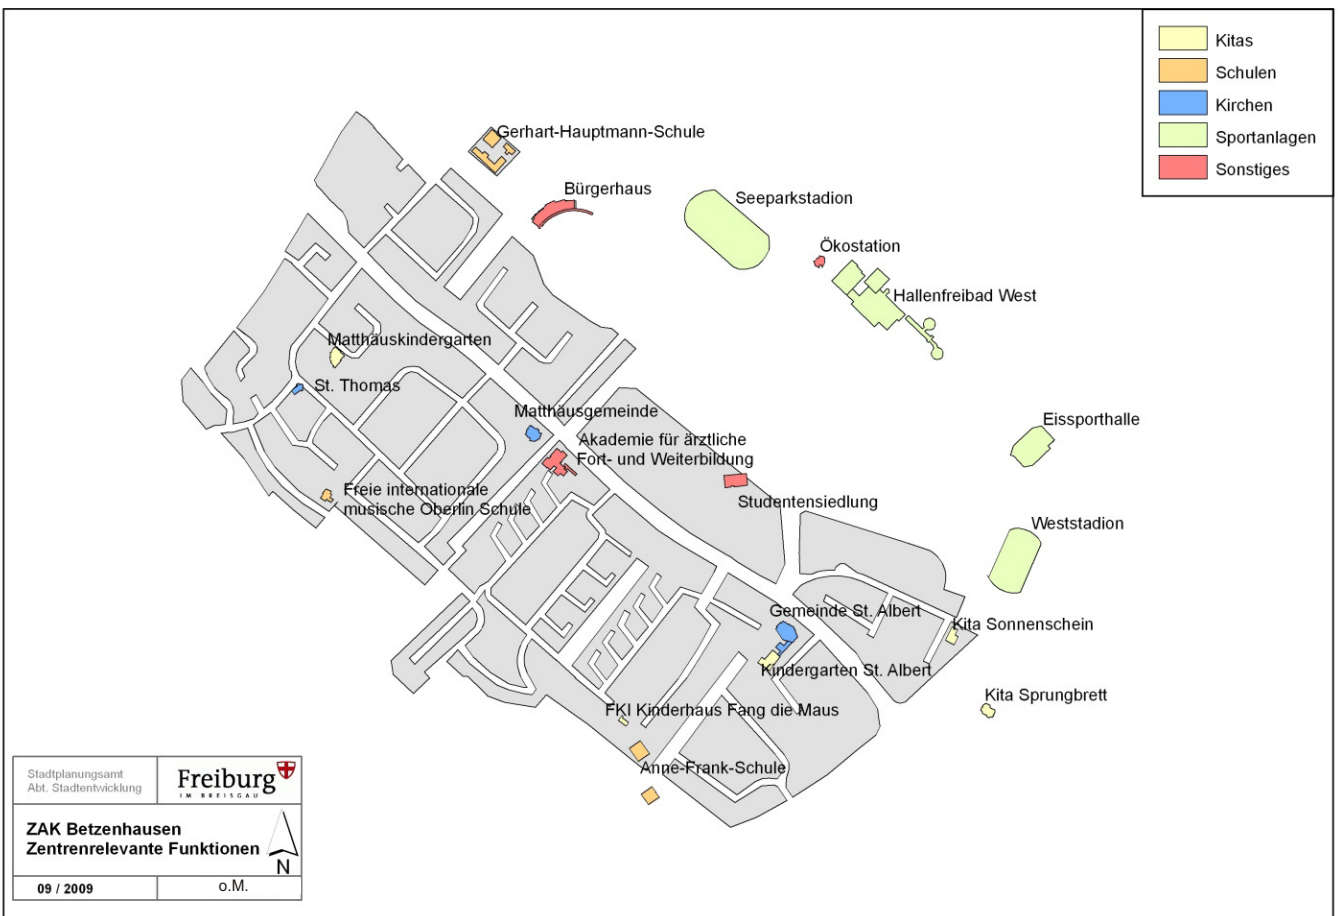 Kitas
Schulen
Kirchen
Sportanlagen
Sonstiges
Gerhart-Hauptmann-Schule
Bürgerhaus
Seeparkstadion
Ökostation
Hallenfreibad West
Matthäuskindergarten
St. Thomas
Matthäusgemeinde
Eissporthalle
Akademie für ärztliche
Fort- und Weiterbildung
Freie internationale
musische Oberlin Schule
Studentensiedlung
Weststadion
Gemeinde St. Albert
Kita Sonnenschein
Kindergarten St. Albert
Kita Sprungbrett
FKI Kinderhaus Fang die Maus
Anne-Frank-Schule
Stadtplanungsamt
Abt. Stadtentwicklung
Freiburg
IM BREISGAU
ZAK Betzenhausen
Zentrenrelevante Funktionen
N
09 / 2009
o.M.